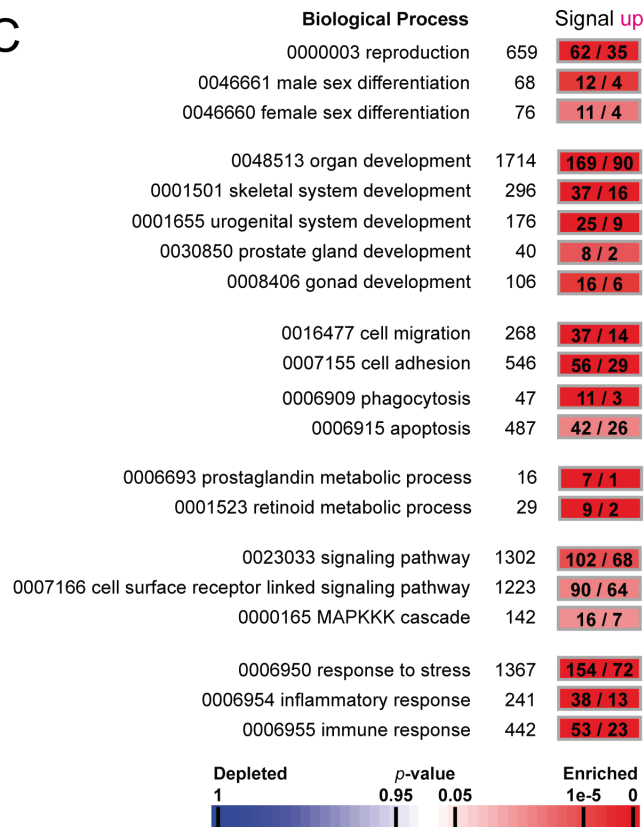 C
Biological Process Signal up
0000003 reproduction 659 62 / 35
0046661 male sex differentiation 68 12 / 4
0046660 female sex differentiation 76 11 / 4
0048513 organ development 1714 169 / 90
0001501 skeletal system development 296 37 / 16
0001655 urogenital system development 176 25 / 9
0030850 prostate gland development 40 8 / 2
0008406 gonad development 106 16 / 6
0016477 cell migration 268 37 / 14
0007155 cell adhesion 546 56 / 29
0006909 phagocytosis 47 11 / 3
0006915 apoptosis 487 42 / 26
0006693 prostaglandin metabolic process 16 7 / 1
0001523 retinoid metabolic process 29 9 / 2
0023033 signaling pathway 1302 102 / 68
0007166 cell surface receptor linked signaling pathway 1223 90 / 64
0000165 MAPKKK cascade 142 16 / 7
0006950 response to stress 1367 154 / 72
0006954 inflammatory response 241 38 / 13
0006955 immune response 442 53 / 23
Depleted p-value Enriched
1 0.95 0.05 1e-5 0